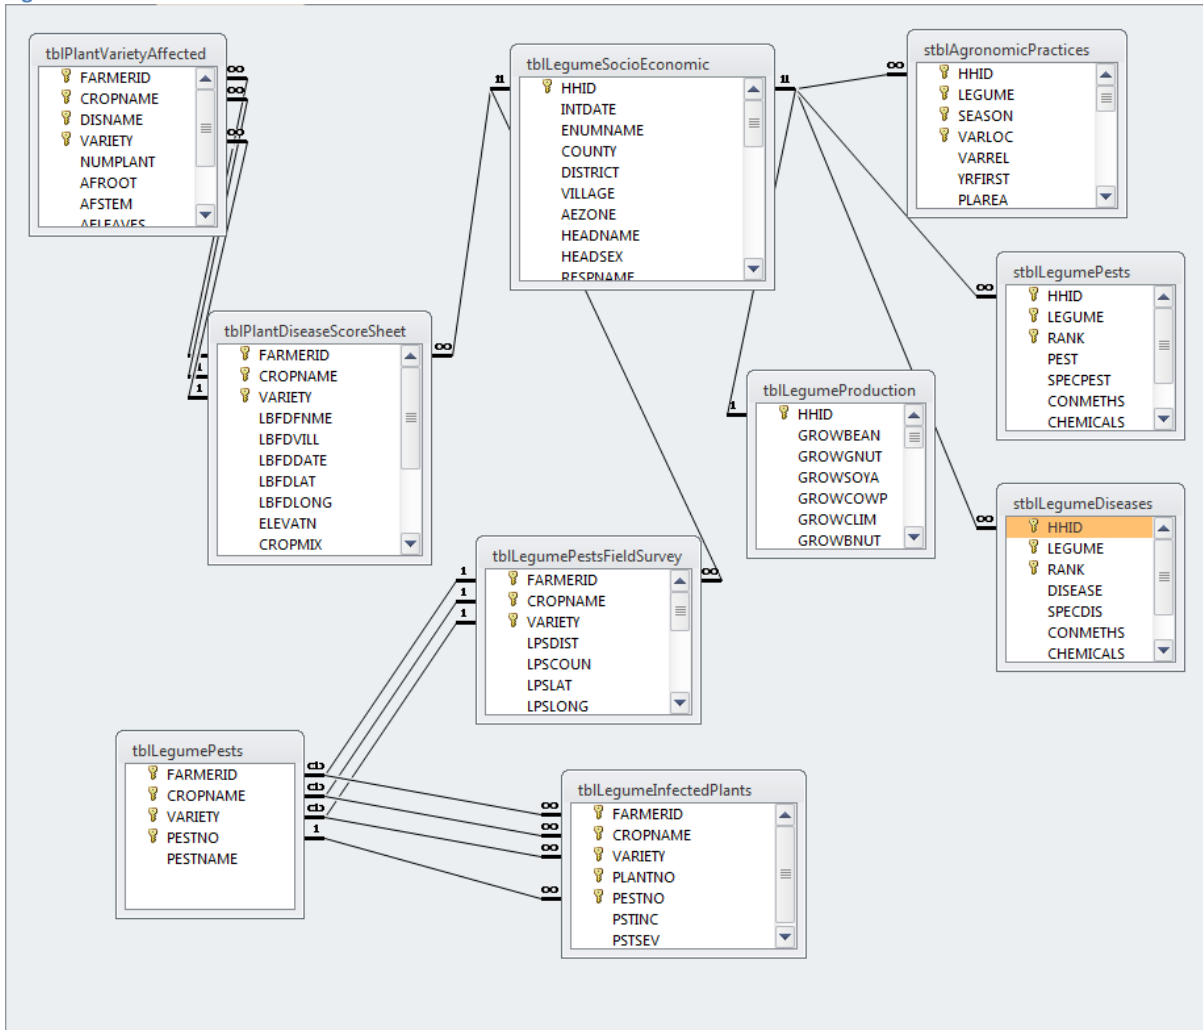 tblPlantVarietyAffected
FARMERID
CROPNAME
DISNAME
VARIETY
NUMPLANT
AFROOT
AFSTEM
AFLEAVES
tblLegumeSocioEconomic
HHID
INTDATE
ENUMNAME
COUNTY
DISTRICT
VILLAGE
AEZONE
HEADNAME
HEADSEX
RESPNAME
stblAgronomicPractices
HHID
LEGUME
SEASON
VARLOC
VARREL
YRFIRST
PLAREA
tblPlantDiseaseScoreSheet
FARMERID
CROPNAME
VARIETY
LBFDFNME
LBFDVILL
LBFDDATE
LBFDLAT
LBFDLONG
ELEVATN
CROPMIX
stblLegumePests
HHID
LEGUME
RANK
PEST
SPECPEST
CONMETHS
CHEMICALS
tblLegumeProduction
HHID
GROWBEAN
GROWGNUT
GROWSOYA
GROWCOWP
GROWCLIM
GROWBNUT
stblLegumeDiseases
HHID
LEGUME
RANK
DISEASE
SPECDIS
CONMETHS
CHEMICALS
tblLegumePestsFieldSurvey
FARMERID
CROPNAME
VARIETY
LPSDIST
LPSCOUN
LPSLAT
LPSLONG
tblLegumePests
FARMERID
CROPNAME
VARIETY
PESTNO
PESTNAME
tblLegumeInfectedPlants
FARMERID
CROPNAME
VARIETY
PLANTNO
PESTNO
PSTINC
PSTSEV